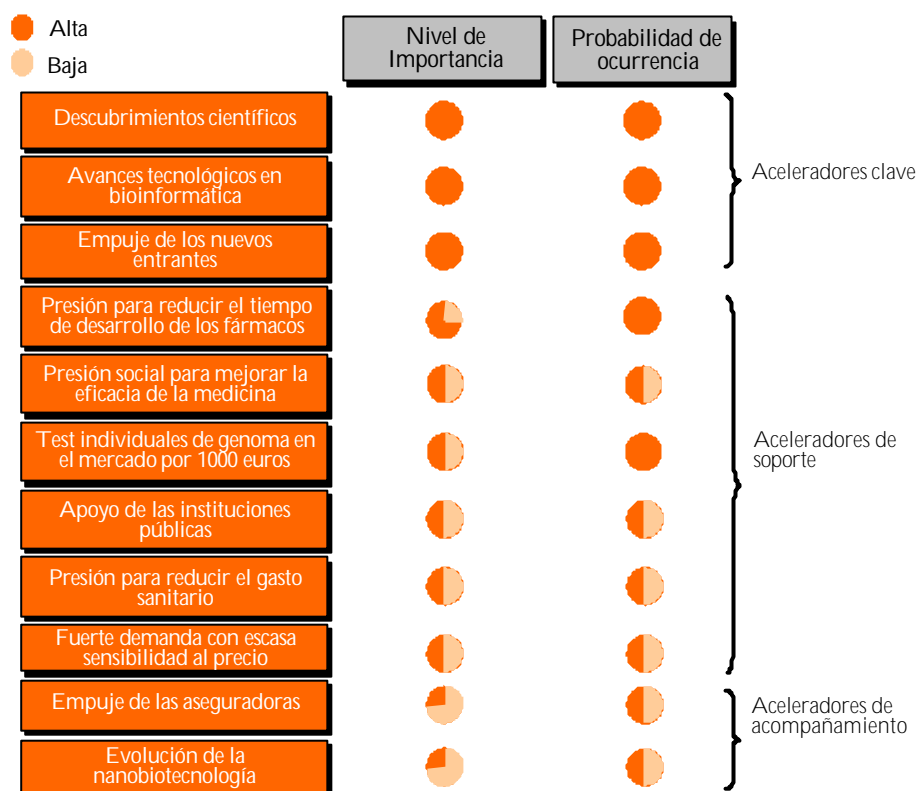 Alta
Baja
Nivel de
Importancia
Probabilidad de
ocurrencia
Descubrimientos científicos
Avances tecnológicos en
bioinformática
Empuje de los nuevos
entrantes
Aceleradores clave
Presión para reducir el tiempo
de desarrollo de los fármacos
Presión social para mejorar la
eficacia de la medicina
Test individuales de genoma en
el mercado por 1000 euros
Apoyo de las instituciones
públicas
Presión para reducir el gasto
sanitario
Fuerte demanda con escasa
sensibilidad al precio
Aceleradores de
soporte
Empuje de las aseguradoras
Evolución de la
nanobiotecnología
Aceleradores de
acompañamiento